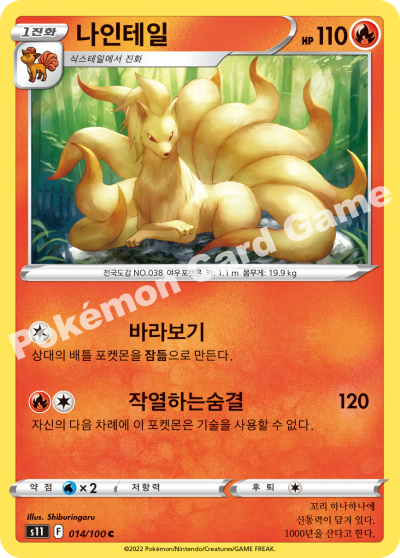 1진화 나인테일 HP 110
식스테일에서 진화
전국도감 NO.038 여우포켓몬 키: 1.1 m 몸무게: 19.9 kg
Pokémon Card Game
바라보기
상대의 배틀 포켓몬을 잠듦으로 만든다.
작열하는숨결 120
자신의 다음 차례에 이 포켓몬은 기술을 사용할 수 없다.
약점 ×2 저항력 후퇴
Illus. Shiburingaru
s11 F 014/100 C
꼬리 하나하나에
신통력이 담겨 있다.
1000년을 산다고 한다.
©2022 Pokémon/Nintendo/Creatures/GAME FREAK.